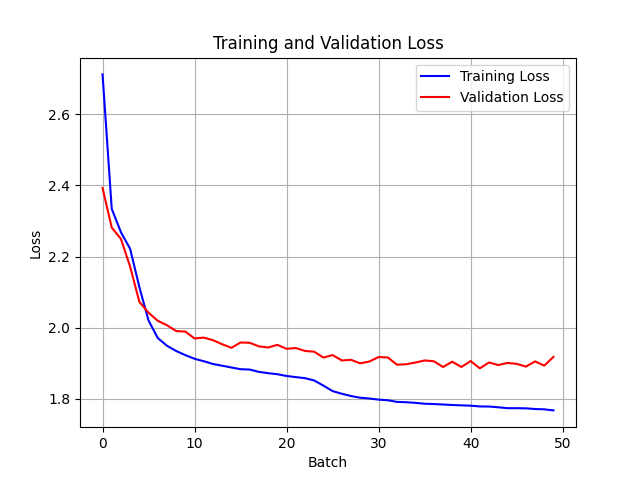 Training and Validation Loss
Training Loss
Validation Loss
Loss
2.6
2.4
2.2
2.0
1.8
0 10 20 30 40 50
Batch